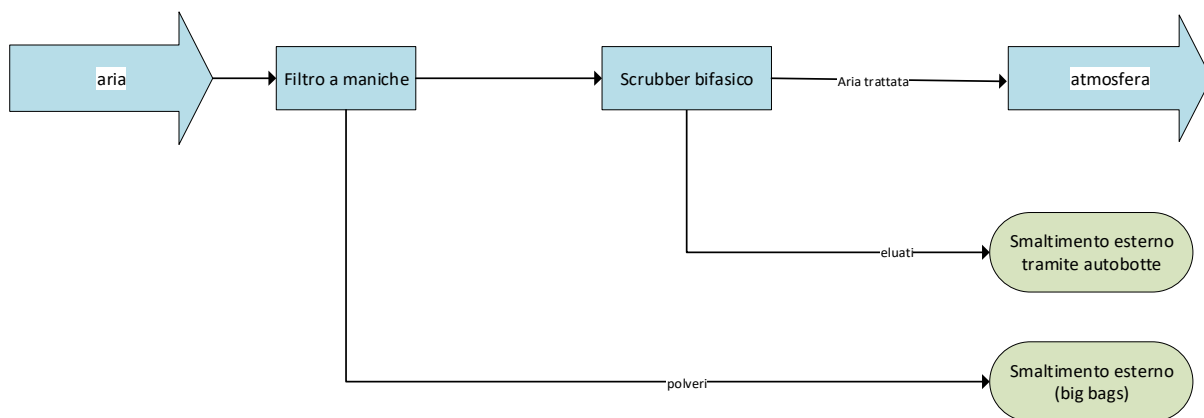 aria
Filtro a maniche
Scrubber bifasico
Aria trattata
atmosfera
eluati
Smaltimento esterno
tramite autobotte
polveri
Smaltimento esterno
(big bags)